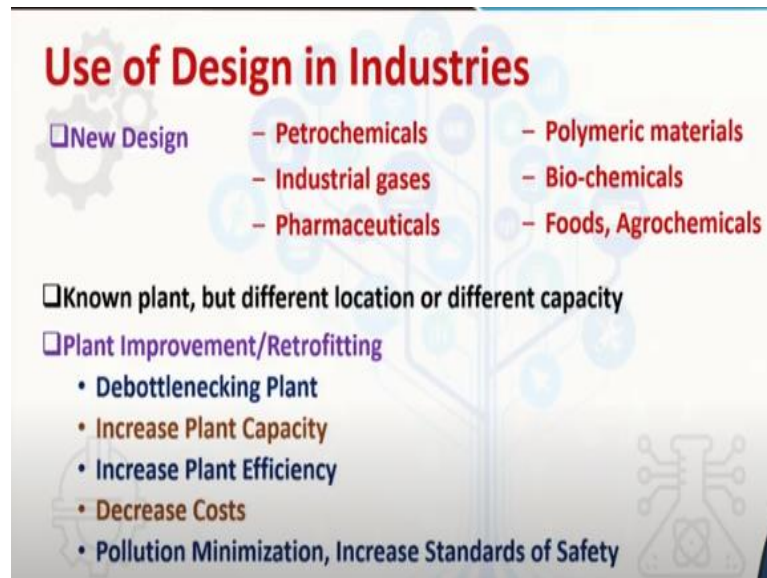 Use of Design in Industries
❑New Design – Petrochemicals – Polymeric materials
– Industrial gases – Bio-chemicals
– Pharmaceuticals – Foods, Agrochemicals
❑Known plant, but different location or different capacity
❑Plant Improvement/Retrofitting
• Debottlenecking Plant
• Increase Plant Capacity
• Increase Plant Efficiency
• Decrease Costs
• Pollution Minimization, Increase Standards of Safety